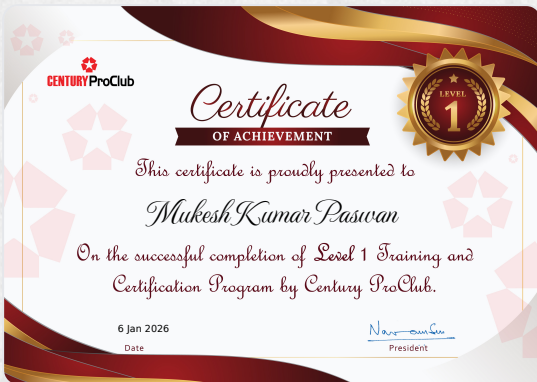 CENTURY ProClub
LEVEL
1
Certificate
OF ACHIEVEMENT
This certificate is proudly presented to
Mukesh Kumar Paswan
On the successful completion of Level 1 Training and
Certification Program by Century ProClub.
6 Jan 2026
Date
President